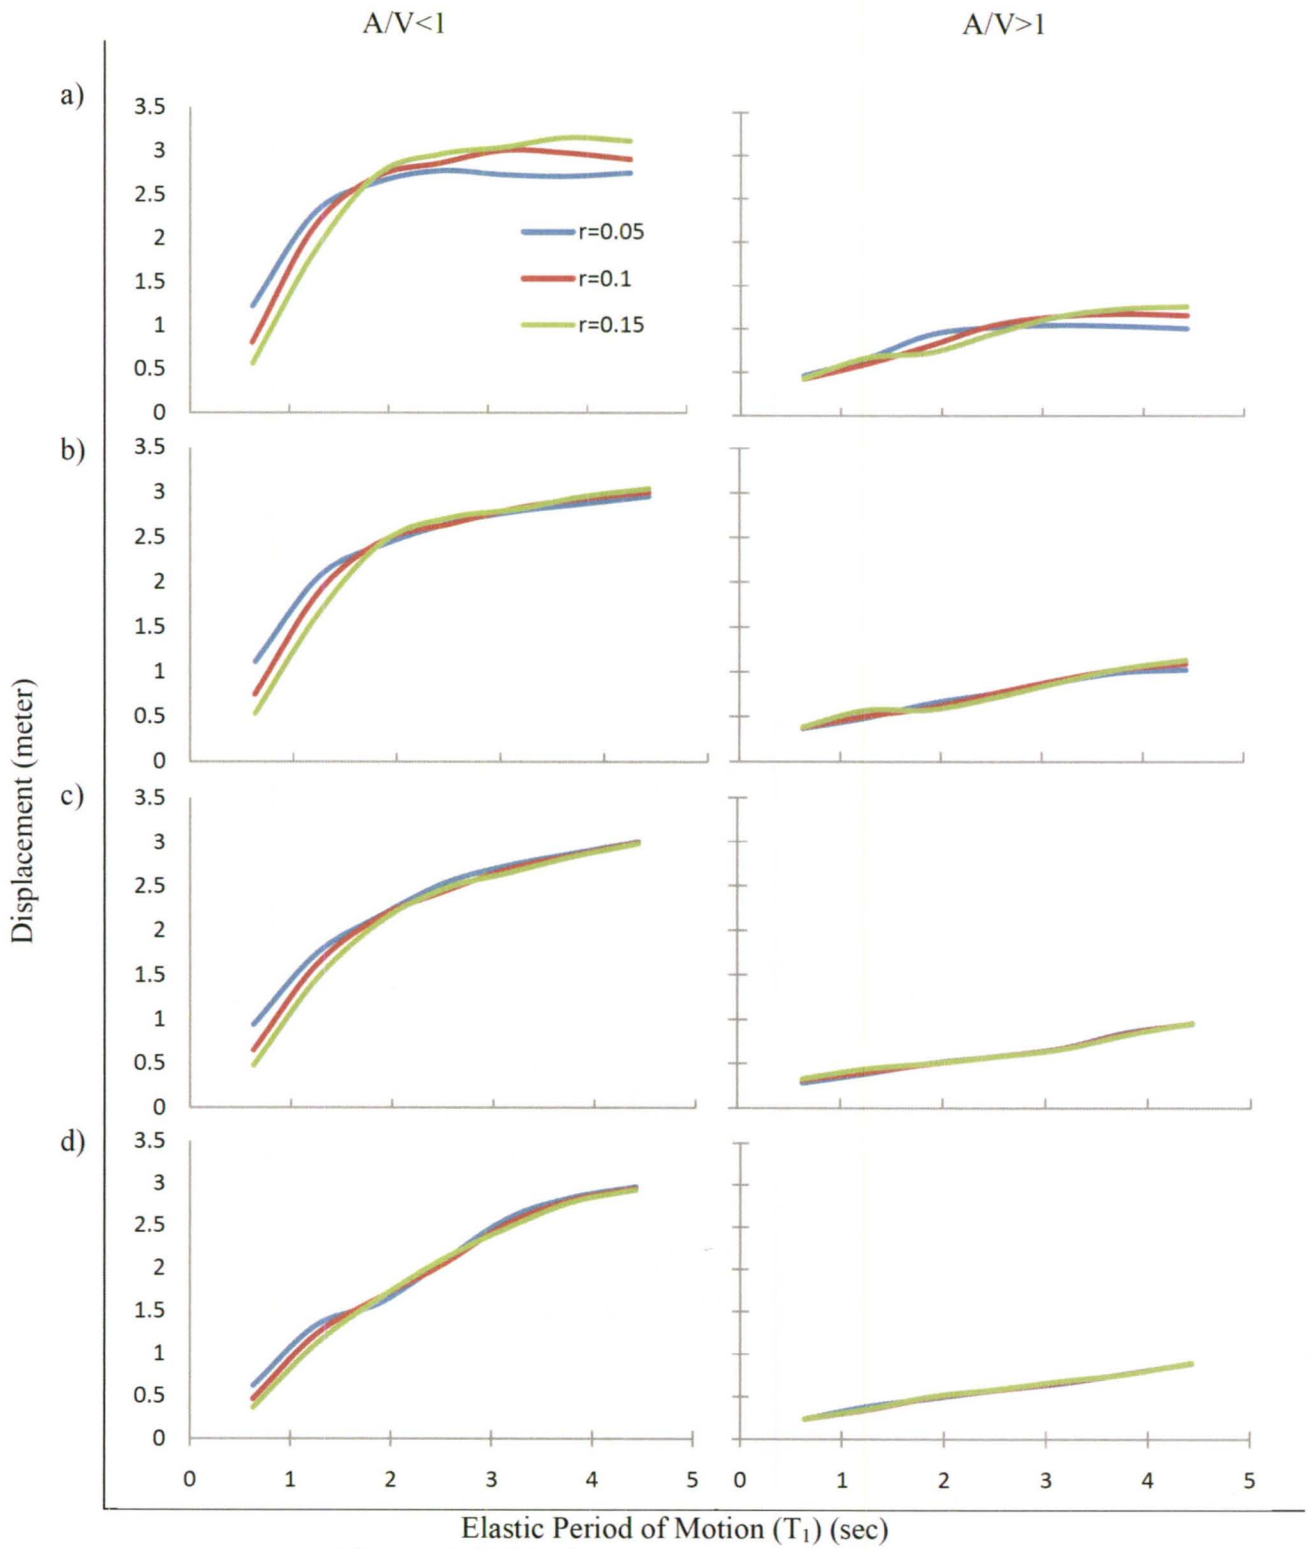 A/V<1
A/V>1
a)
3.5
3
2.5
2
1.5
1
0.5
0
r=0.05
r=0.1
r=0.15
b)
3.5
3
2.5
2
1.5
1
0.5
0
Displacement (meter)
c)
3.5
3
2.5
2
1.5
1
0.5
0
d)
3.5
3
2.5
2
1.5
1
0.5
0
0 1 2 3 4 5
0 1 2 3 4 5
Elastic Period of Motion (T₁) (sec)